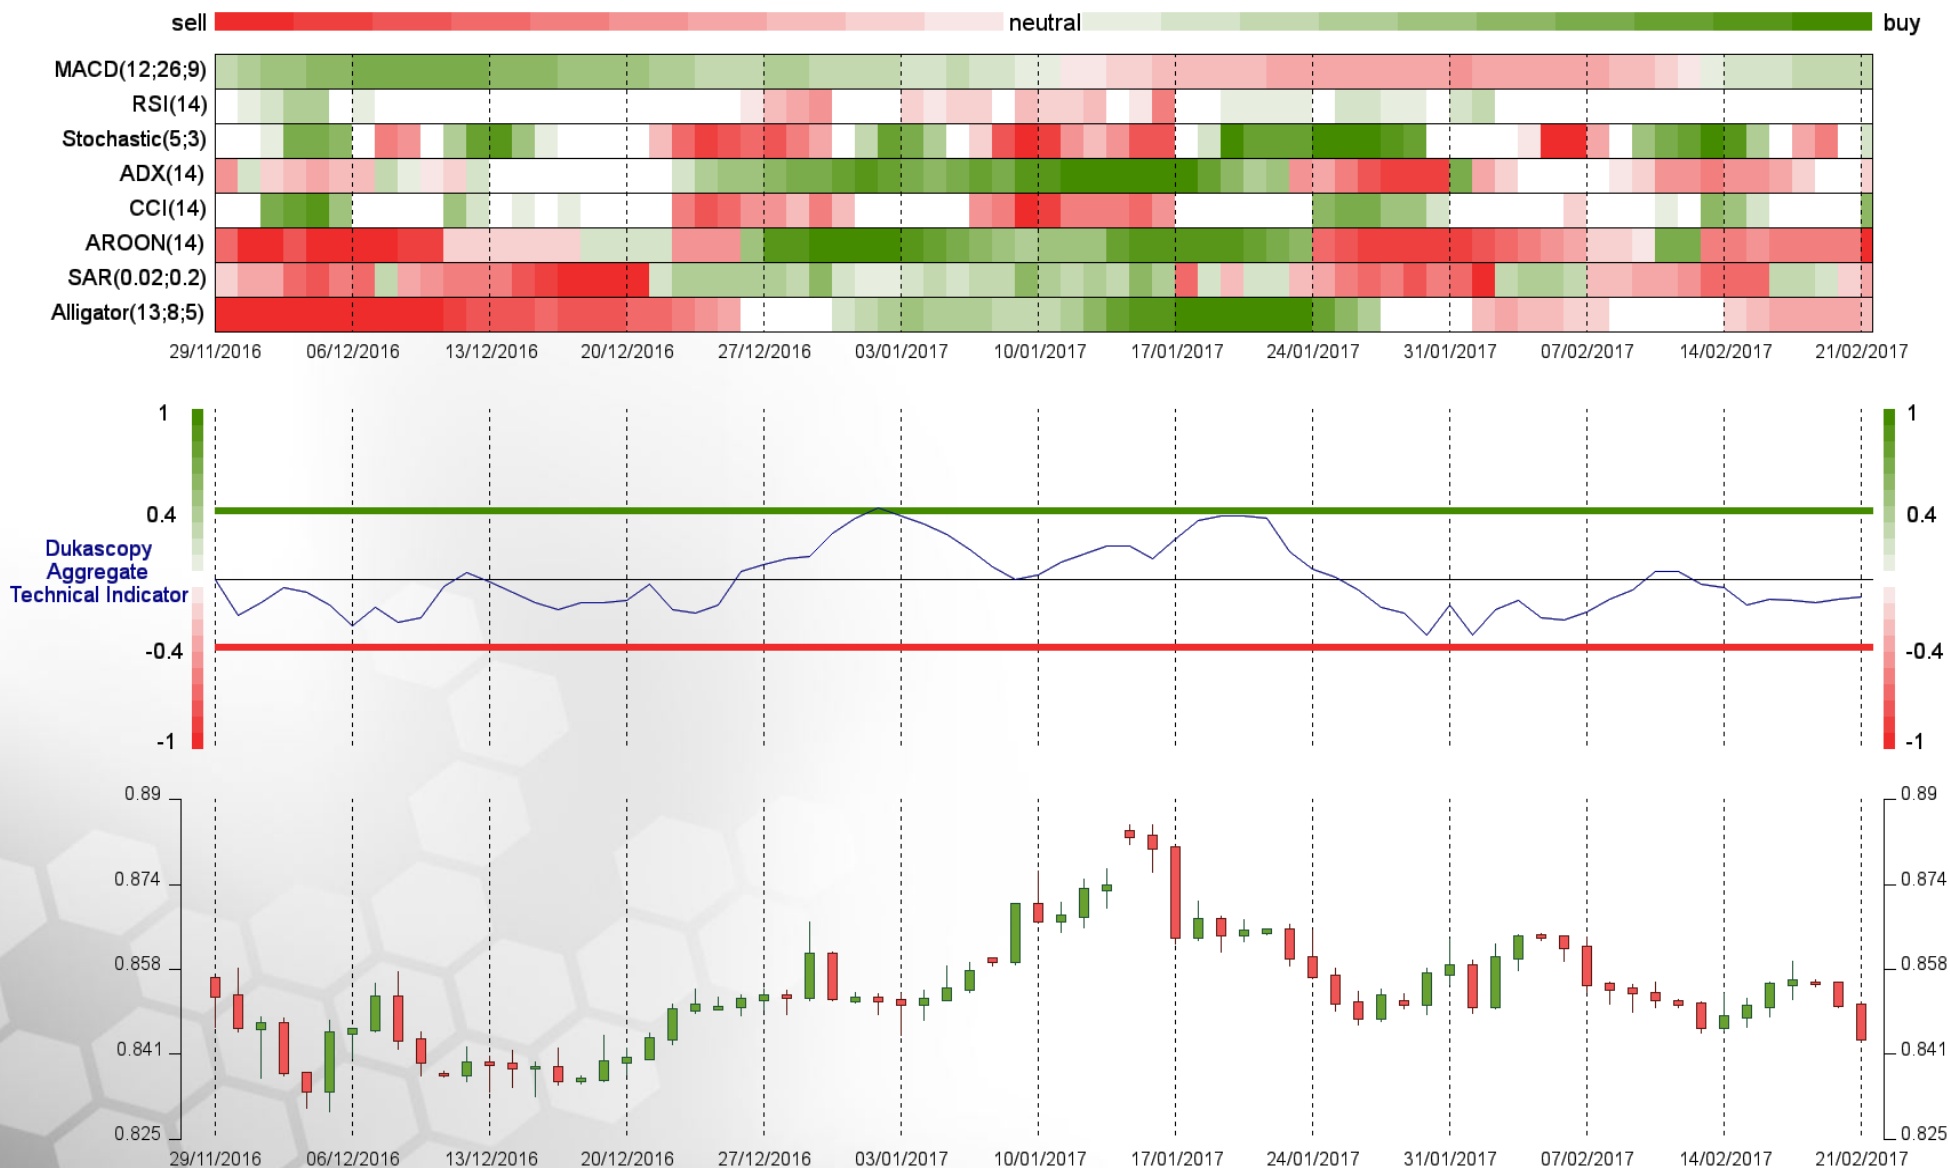 sell neutral buy
MACD(12;26;9)
RSI(14)
Stochastic(5;3)
ADX(14)
CCI(14)
AROON(14)
SAR(0.02;0.2)
Alligator(13;8;5)
29/11/2016 06/12/2016 13/12/2016 20/12/2016 27/12/2016 03/01/2017 10/01/2017 17/01/2017 24/01/2017 31/01/2017 07/02/2017 14/02/2017 21/02/2017
1 1
0.4 0.4
Dukascopy
Aggregate
Technical Indicator
-0.4 -0.4
-1 -1
0.89 0.89
0.874 0.874
0.858 0.858
0.841 0.841
0.825 0.825
29/11/2016 06/12/2016 13/12/2016 20/12/2016 27/12/2016 03/01/2017 10/01/2017 17/01/2017 24/01/2017 31/01/2017 07/02/2017 14/02/2017 21/02/2017